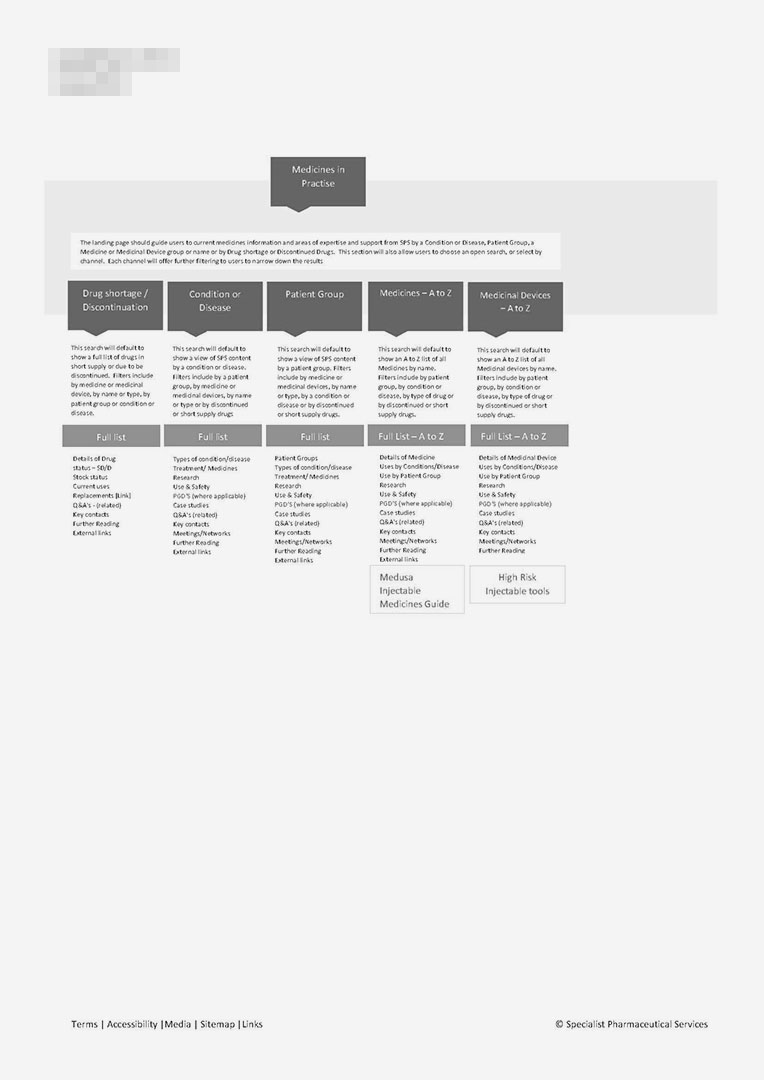 Medicines in
Practise
The landing page should guide users to current medicines information and areas of expertise and support from SPS by a Condition or Disease, Patient Group, a
Medicine or Medicinal Device group or name or by Drug shortage or Discontinued Drugs. This section will also allow users to choose an open search, or select by
channel. Each channel will offer further filtering to users to narrow down the results
Drug shortage /
Discontinuation
This search will default to
show a full list of drugs in
short supply or due to be
discontinued. Filters include
by medicine or medicinal
device, by name or type, by
patient group or condition or
disease.
Full list
Details of Drug
status – SD/D
Stock status
Current uses
Replacements [Link]
Q&A's - (related)
Key contacts
Further Reading
External links
Condition or
Disease
This search will default to
show a view of SPS content
by a condition or disease.
Filters include by a patient
group, by medicine or
medicinal devices, by name
or type or by discontinued
or short supply drugs
Full list
Types of condition/disease
Treatment/ Medicines
Research
Use & Safety
PGD'S (where applicable)
Case studies
Q&A's (related)
Key contacts
Meetings/Networks
Further Reading
External links
Patient Group
This search will default to
show a view of SPS content
by a patient group. Filters
include by medicine or
medicinal devices, by name
or type, by a condition or
disease or by discontinued
or short supply drugs.
Full list
Patient Groups
Types of condition/disease
Treatment/ Medicines
Research
Use & Safety
PGD'S (where applicable)
Case studies
Q&A's (related)
Key contacts
Meetings/Networks
Further Reading
External links
Medicines – A to Z
This search will default to
show an A to Z list of all
Medicines by name.
Filters include by patient
group, by condition or
disease, by type of drug or
by discontinued or short
supply drugs.
Full List – A to Z
Details of Medicine
Uses by Conditions/Disease
Use by Patient Group
Research
Use & Safety
PGD'S (where applicable)
Case studies
Q&A's (related)
Key contacts
Meetings/Networks
Further Reading
External links
Medusa
Injectable
Medicines Guide
Medicinal Devices
– A to Z
This search will default to
show an A to Z list of all
Medicinal devices by name.
Filters include by patient
group, by condition or
disease, by type of drug or
by discontinued or short
supply drugs.
Full List – A to Z
Details of Medicinal Device
Uses by Conditions/Disease
Use by Patient Group
Research
Use & Safety
PGD'S (where applicable)
Case studies
Q&A's (related)
Key contacts
Meetings/Networks
Further Reading
High Risk
Injectable tools
Terms | Accessibility |Media | Sitemap |Links
© Specialist Pharmaceutical Services